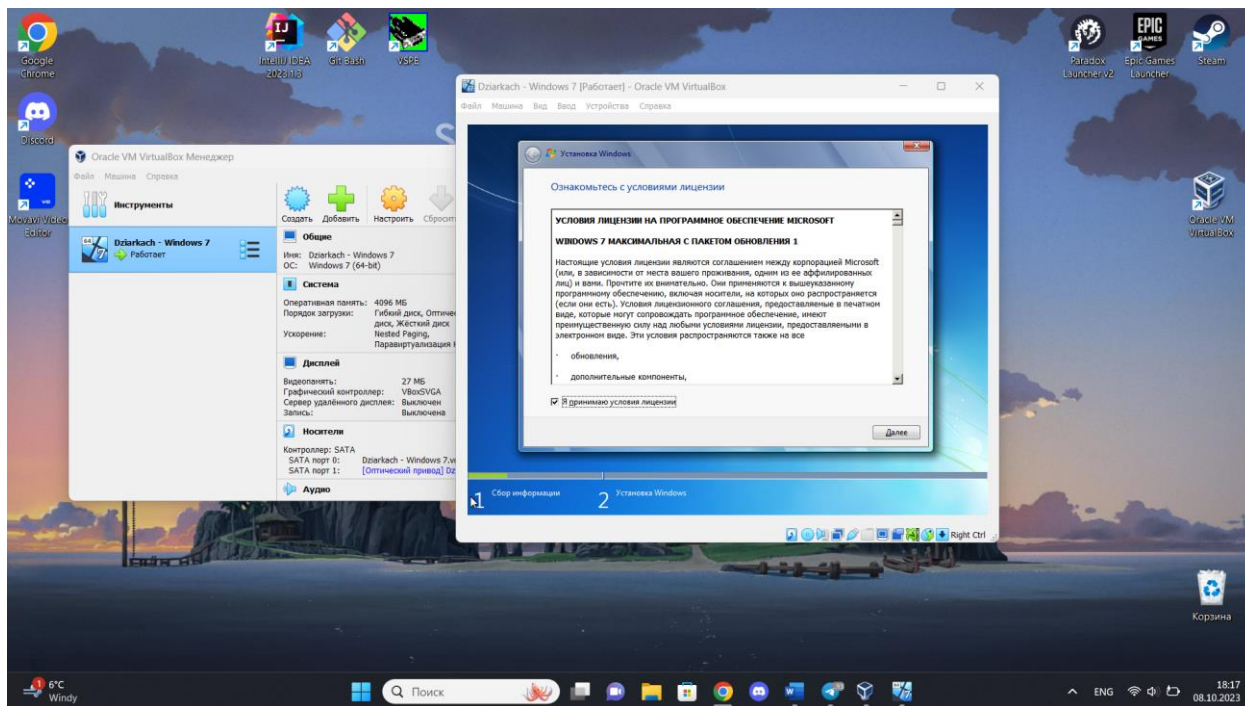 Google
Chrome
IntelliJ IDEA
2023.1.3
Git Bash
VSPE
Paradox
Launcher v2
EPIC
GAMES
Epic Games
Launcher
Steam
Discord
Movavi Video
Editor
Oracle VM
VirtualBox
Корзина
Oracle VM VirtualBox Менеджер
Файл Машина Справка
Инструменты
Создать Добавить Настроить Сбросить
64
7
Dziarkach - Windows 7
Работает
Общие
Имя: Dziarkach - Windows 7
ОС: Windows 7 (64-bit)
Система
Оперативная память: 4096 МБ
Порядок загрузки: Гибкий диск, Оптичес
диск, Жёсткий диск
Ускорение: Nested Paging,
Паравиртуализация
Дисплей
Видеопамять: 27 МБ
Графический контроллер: VBoxSVGA
Сервер удалённого дисплея: Выключен
Запись: Выключена
Носители
Контроллер: SATA
SATA порт 0: Dziarkach - Windows 7.v
SATA порт 1: [Оптический привод] Dz
Аудио
Dziarkach - Windows 7 [Работает] - Oracle VM VirtualBox
Файл Машина Вид Ввод Устройства Справка
Установка Windows
Ознакомьтесь с условиями лицензии
УСЛОВИЯ ЛИЦЕНЗИИ НА ПРОГРАММНОЕ ОБЕСПЕЧЕНИЕ MICROSOFT
WINDOWS 7 МАКСИМАЛЬНАЯ С ПАКЕТОМ ОБНОВЛЕНИЯ 1
Настоящие условия лицензии являются соглашением между корпорацией Microsoft
(или, в зависимости от места вашего проживания, одним из ее аффилированных
лиц) и вами. Прочтите их внимательно. Они применяются к вышеуказанному
программному обеспечению, включая носители, на которых оно распространяется
(если они есть). Условия лицензионного соглашения, предоставляемые в печатном
виде, которые могут сопровождать программное обеспечение, имеют
преимущественную силу над любыми условиями лицензии, предоставляемыми в
электронном виде. Эти условия распространяются также на все
· обновления,
· дополнительные компоненты,
Я принимаю условия лицензии
Далее
1 Сбор информации
2 Установка Windows
Right Ctrl
1
6°C
Windy
Поиск
ENG
18:17
08.10.2023